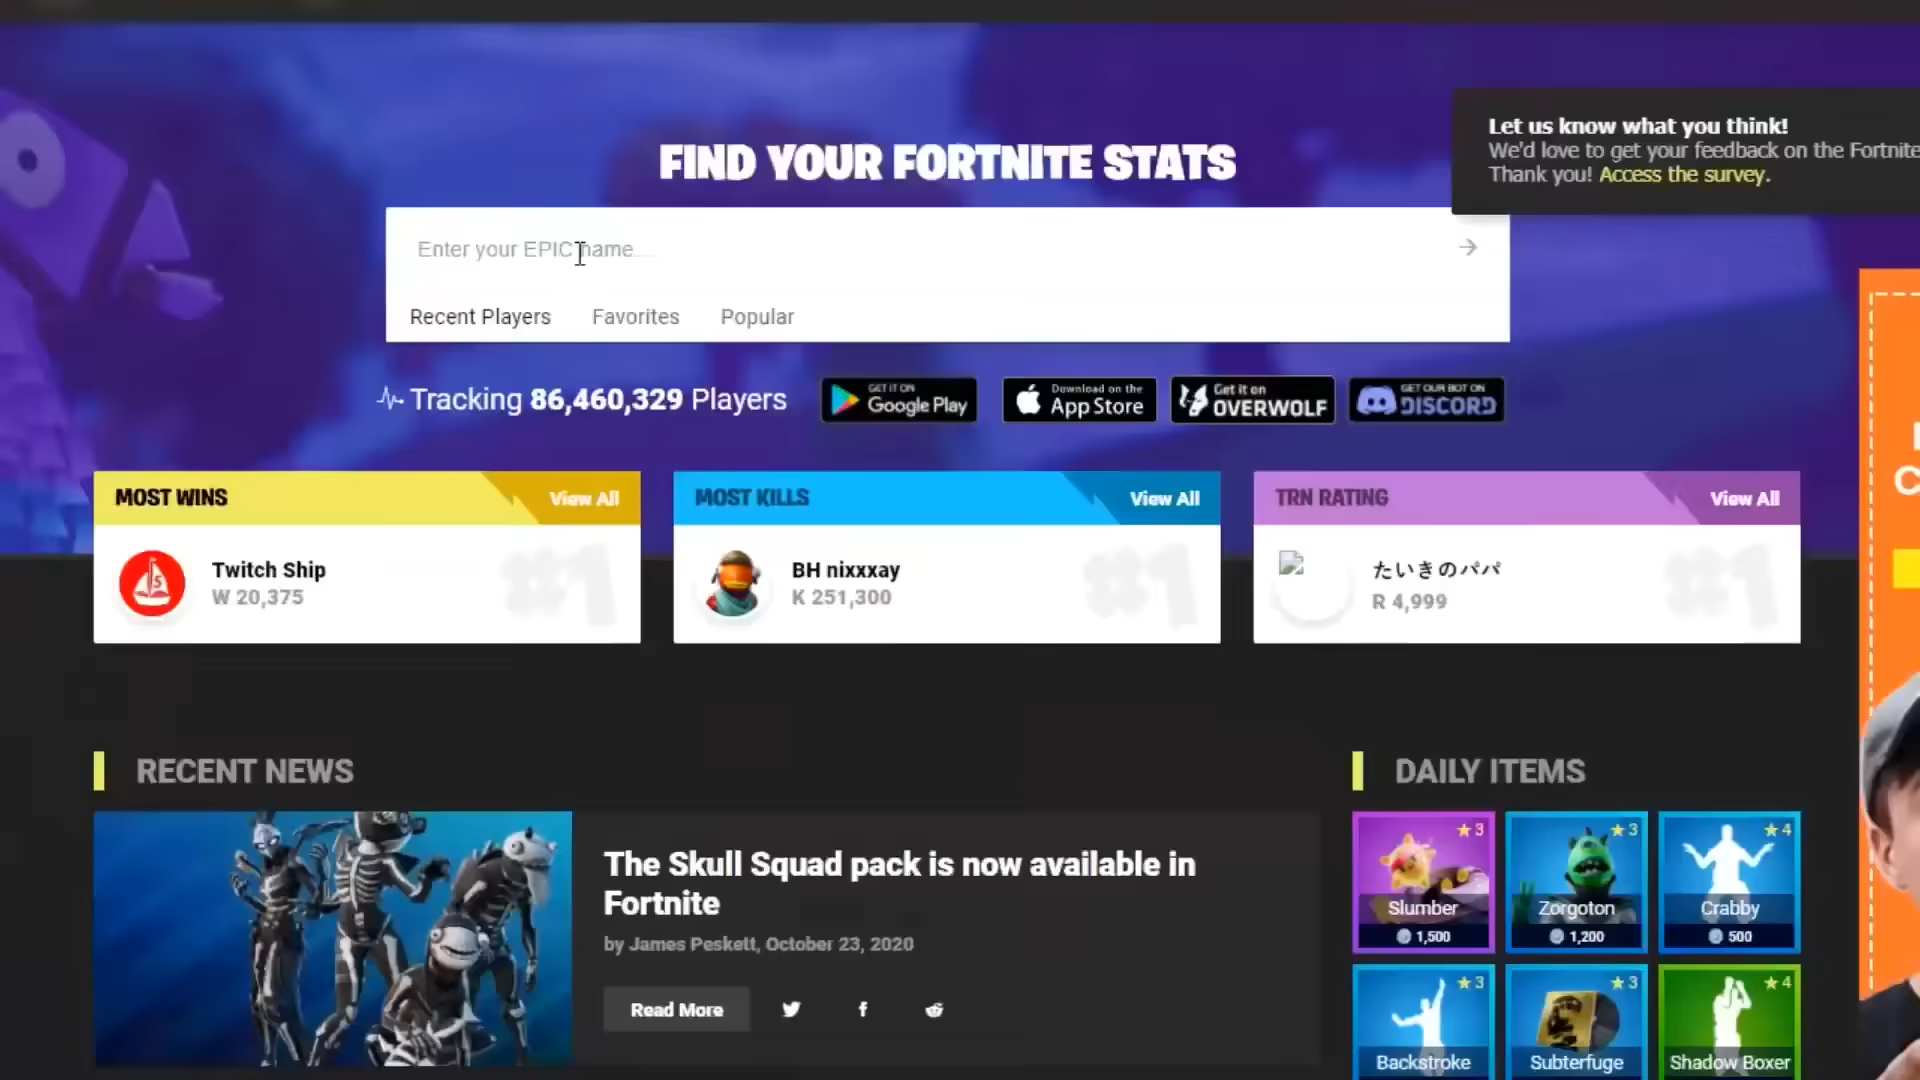 FIND YOUR FORTNITE STATS
Let us know what you think!
We'd love to get your feedback on the Fortnite
Thank you! Access the survey.
Enter your EPIC name....
Recent Players Favorites Popular
Tracking 86,460,329 Players
GET IT ON
Google Play
Download on the
App Store
Get it on
OVERWOLF
GET OUR BOT ON
DISCORD
MOST WINS View All
Twitch Ship
W 20,375
#1
MOST KILLS View All
BH nixxxay
K 251,300
#1
TRN RATING View All
たいきのパパ
R 4,999
#1
RECENT NEWS
The Skull Squad pack is now available in
Fortnite
by James Peskett, October 23, 2020
Read More
DAILY ITEMS
3
Slumber
1,500
3
Zorgoton
1,200
4
Crabby
500
3
Backstroke
3
Subterfuge
4
Shadow Boxer